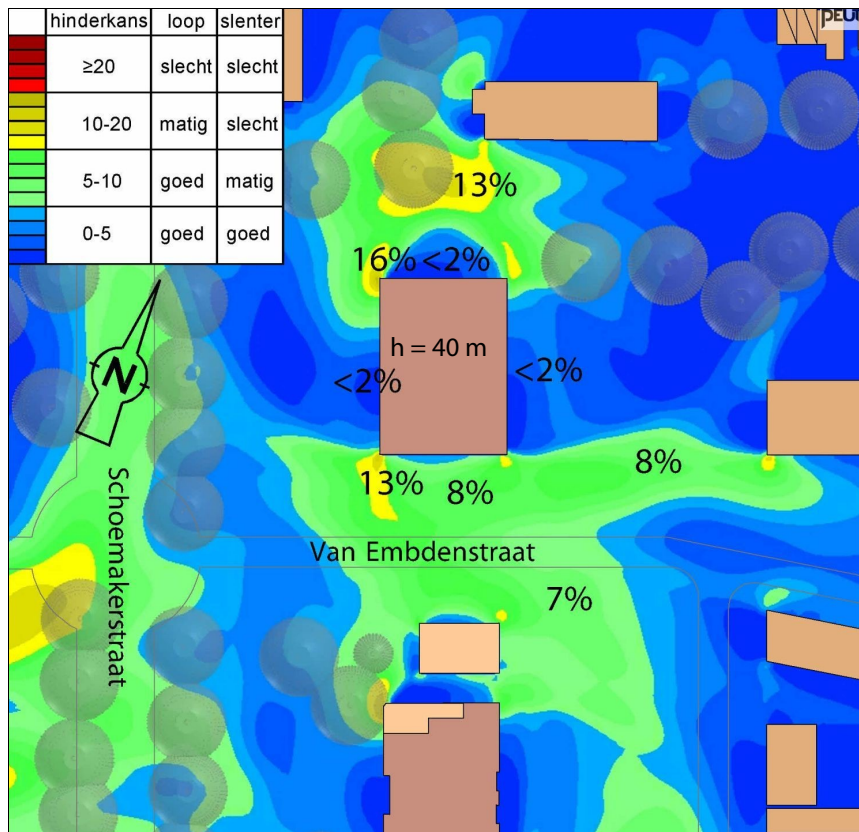 hinderkans loop slenter
≥20 slecht slecht
10-20 matig slecht
5-10 goed matig
0-5 goed goed
13%
16% <2%
h = 40 m
<2% <2%
N
13% 8% 8%
Van Embdenstraat
Schoemakerstraat
7%